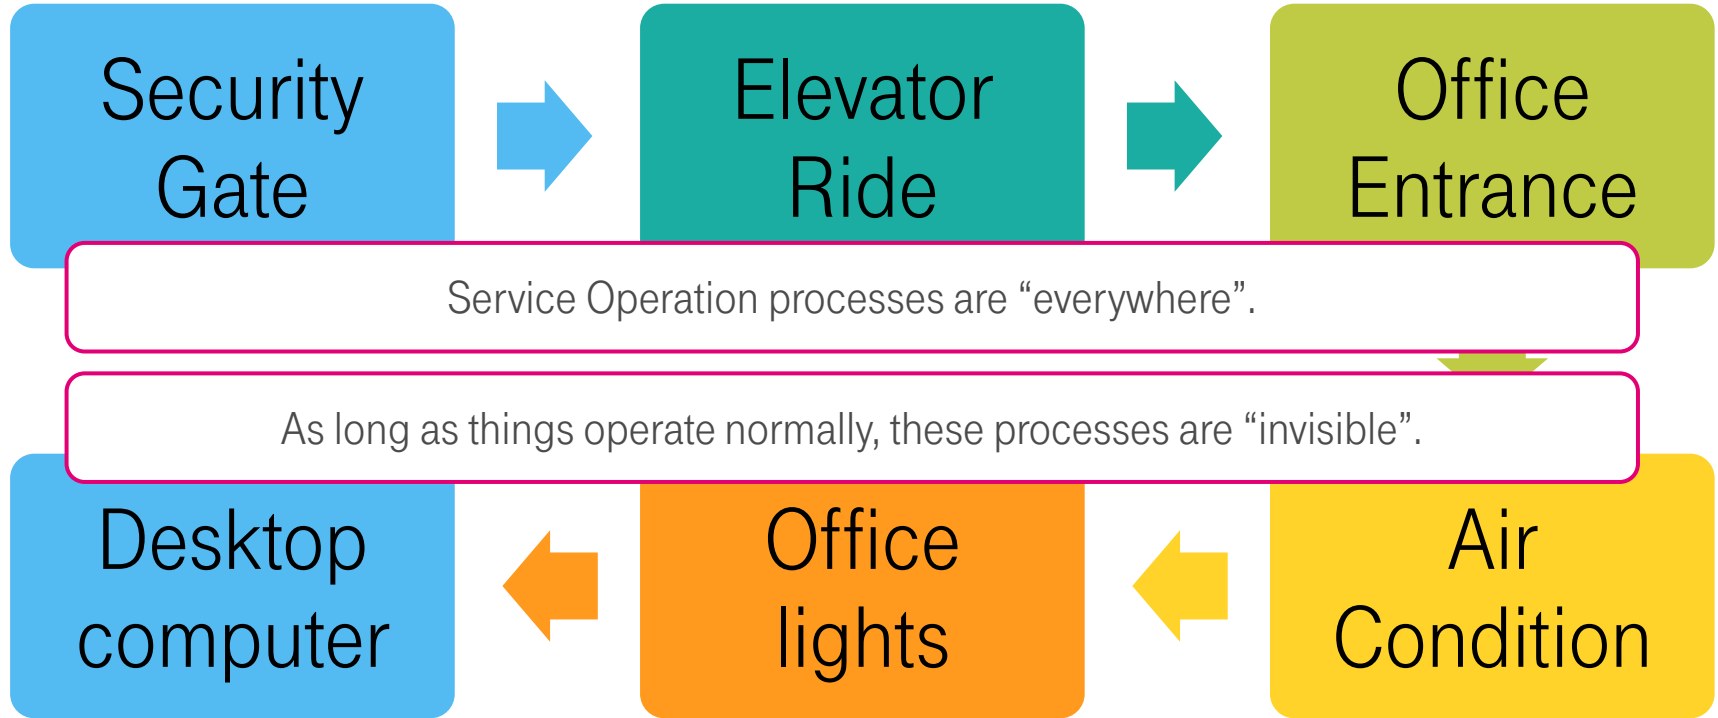 Security
Gate
Elevator
Ride
Office
Entrance
Service Operation processes are “everywhere”.
As long as things operate normally, these processes are “invisible”.
Desktop
computer
Office
lights
Air
Condition